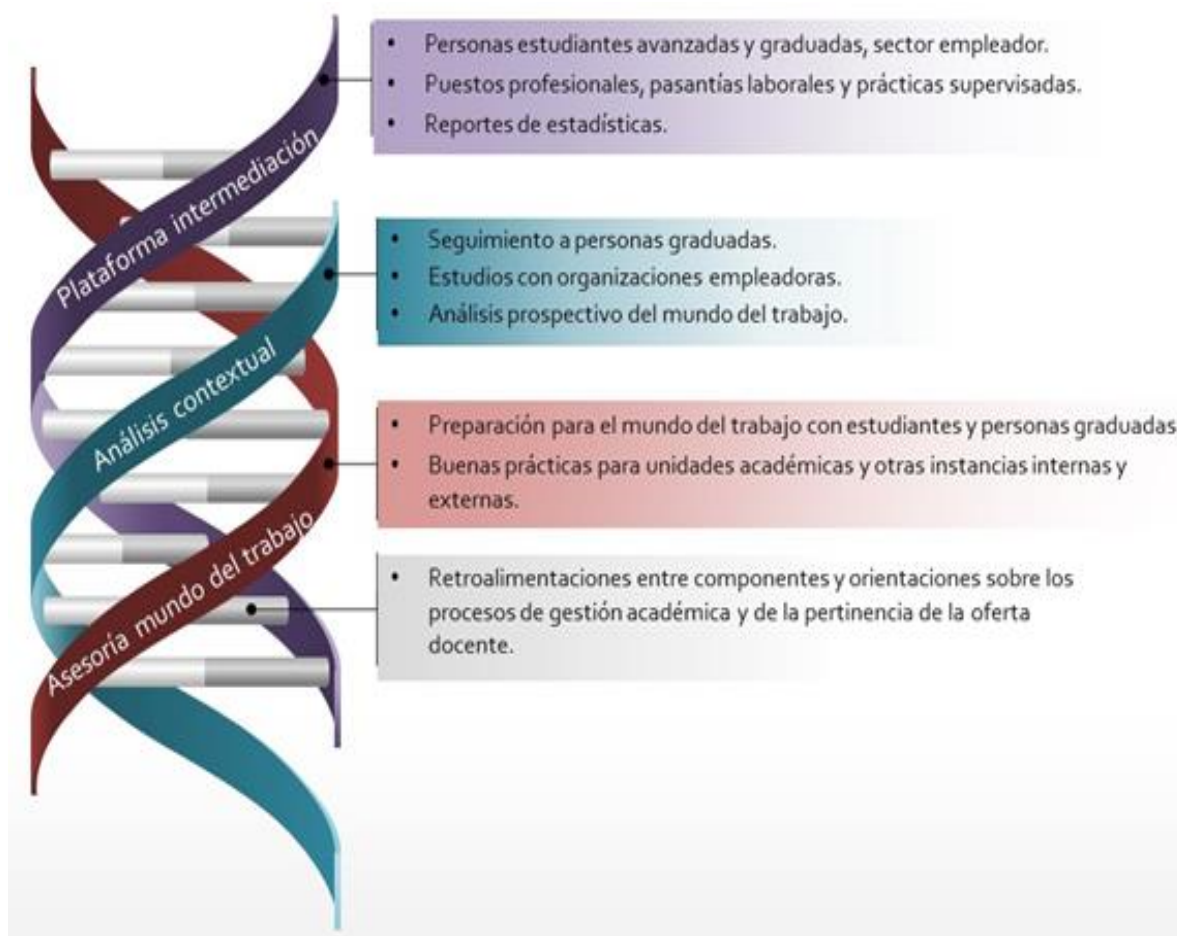 • Personas estudiantes avanzadas y graduadas, sector empleador.
• Puestos profesionales, pasantías laborales y prácticas supervisadas.
• Reportes de estadísticas.
Plataforma intermediación
• Seguimiento a personas graduadas.
• Estudios con organizaciones empleadoras.
• Análisis prospectivo del mundo del trabajo.
Análisis contextual
• Preparación para el mundo del trabajo con estudiantes y personas graduadas
• Buenas prácticas para unidades académicas y otras instancias internas y
externas.
Asesoría mundo del trabajo
• Retroalimentaciones entre componentes y orientaciones sobre los
procesos de gestión académica y de la pertinencia de la oferta
docente.